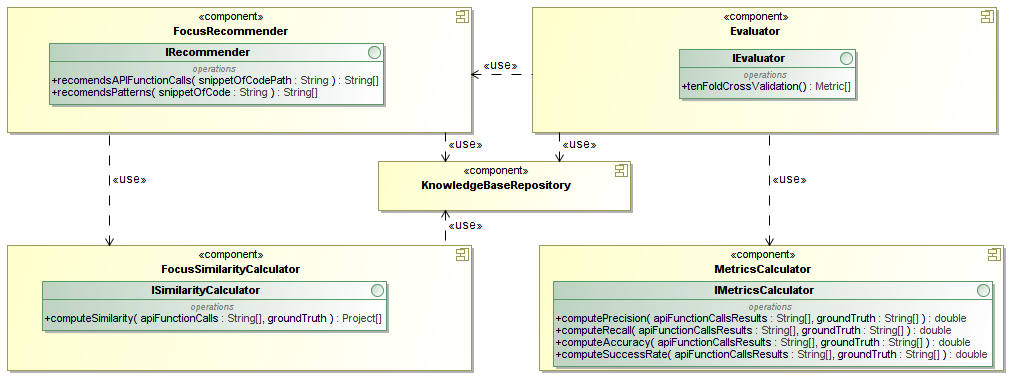 «component»
FocusRecommender
IRecommender
operations
+recomendsAPIFunctionCalls( snippetOfCodePath : String ) : String[]
+recomendsPatterns( snippetOfCode : String ) : String[]
«use»
«component»
Evaluator
IEvaluator
operations
+tenFoldCrossValidation() : Metric[]
«use»
«use»
«component»
KnowledgeBaseRepository
«use»
«use»
«use»
«component»
FocusSimilarityCalculator
ISimilarityCalculator
operations
+computeSimilarity( apiFunctionCalls : String[], groundTruth ) : Project[]
«component»
MetricsCalculator
IMetricsCalculator
operations
+computePrecision( apiFunctionCallsResults : String[], groundTruth : String[] ) : double
+computeRecall( apiFunctionCallsResults : String[], groundTruth : String[] ) : double
+computeAccuracy( apiFunctionCallsResults : String[], groundTruth : String[] ) : double
+computeSuccessRate( apiFunctionCallsResults : String[], groundTruth : String[] ) : double